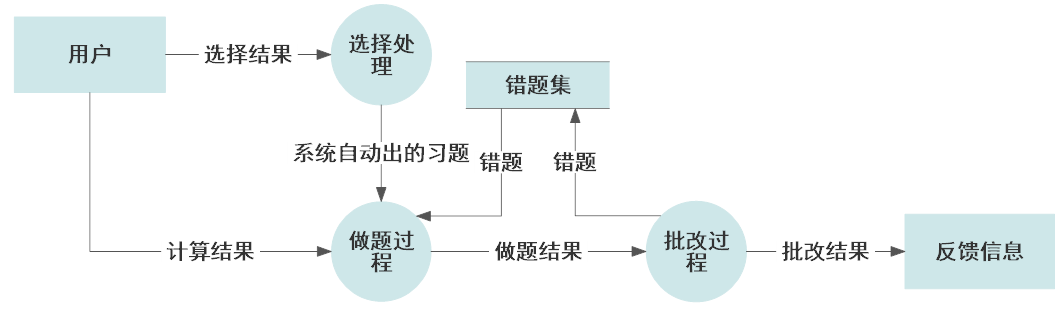 用户
选择结果
选择处
理
错题集
系统自动出的习题
错题
错题
计算结果
做题过
程
做题结果
批改过
程
批改结果
反馈信息